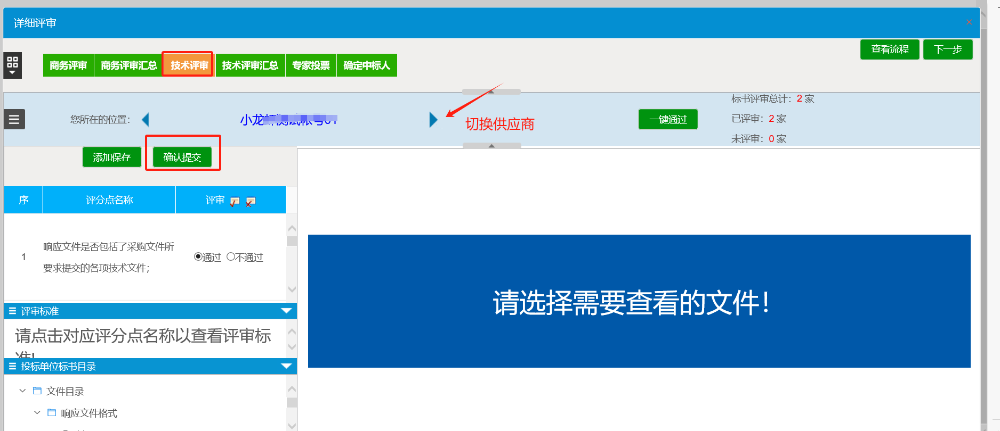 详细评审
查看流程 下一步
商务评审 商务评审汇总 技术评审 技术评审汇总 专家投票 确定中标人
标书评审总计：2 家
您所在的位置： 小龙 切换供应商 一键通过 已评审：2 家
未评审：0 家
添加保存 确认提交
序 评分点名称 评审
响应文件是否包括了采购文件所
1 通过 不通过
要求提交的各项技术文件；
请选择需要查看的文件！
评审标准
请点击对应评分点名称以查看评审标
准!
投标单位标书目录
文件目录
响应文件格式